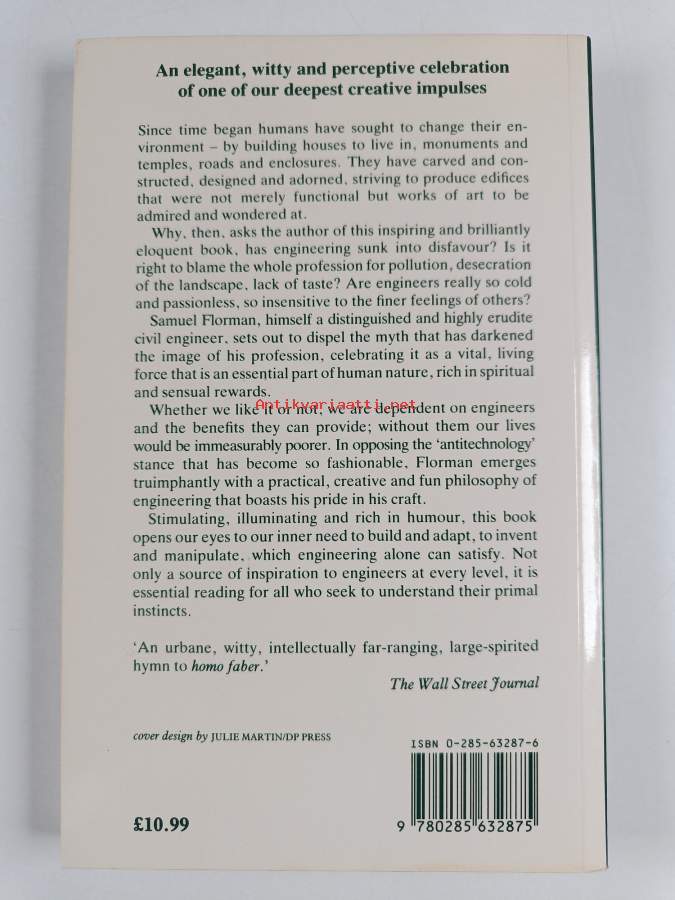 An elegant, witty and perceptive celebration
of one of our deepest creative impulses
Since time began humans have sought to change their en-
vironment – by building houses to live in, monuments and
temples, roads and enclosures. They have carved and con-
structed, designed and adorned, striving to produce edifices
that were not merely functional but works of art to be
admired and wondered at.
Why, then, asks the author of this inspiring and brilliantly
eloquent book, has engineering sunk into disfavour? Is it
right to blame the whole profession for pollution, desecration
of the landscape, lack of taste? Are engineers really so cold
and passionless, so insensitive to the finer feelings of others?
Samuel Florman, himself a distinguished and highly erudite
civil engineer, sets out to dispel the myth that has darkened
the image of his profession, celebrating it as a vital, living
force that is an essential part of human nature, rich in spiritual
and sensual rewards.
Antikvariaatti.net
Whether we like it or not, we are dependent on engineers
and the benefits they can provide; without them our lives
would be immeasurably poorer. In opposing the ‘antitechnology’
stance that has become so fashionable, Florman emerges
truimphantly with a practical, creative and fun philosophy of
engineering that boasts his pride in his craft.
Stimulating, illuminating and rich in humour, this book
opens our eyes to our inner need to build and adapt, to invent
and manipulate, which engineering alone can satisfy. Not
only a source of inspiration to engineers at every level, it is
essential reading for all who seek to understand their primal
instincts.
‘An urbane, witty, intellectually far-ranging, large-spirited
hymn to homo faber.’
The Wall Street Journal
cover design by JULIE MARTIN/DP PRESS
ISBN 0-285-63287-6
£10.99
9 780285 632875